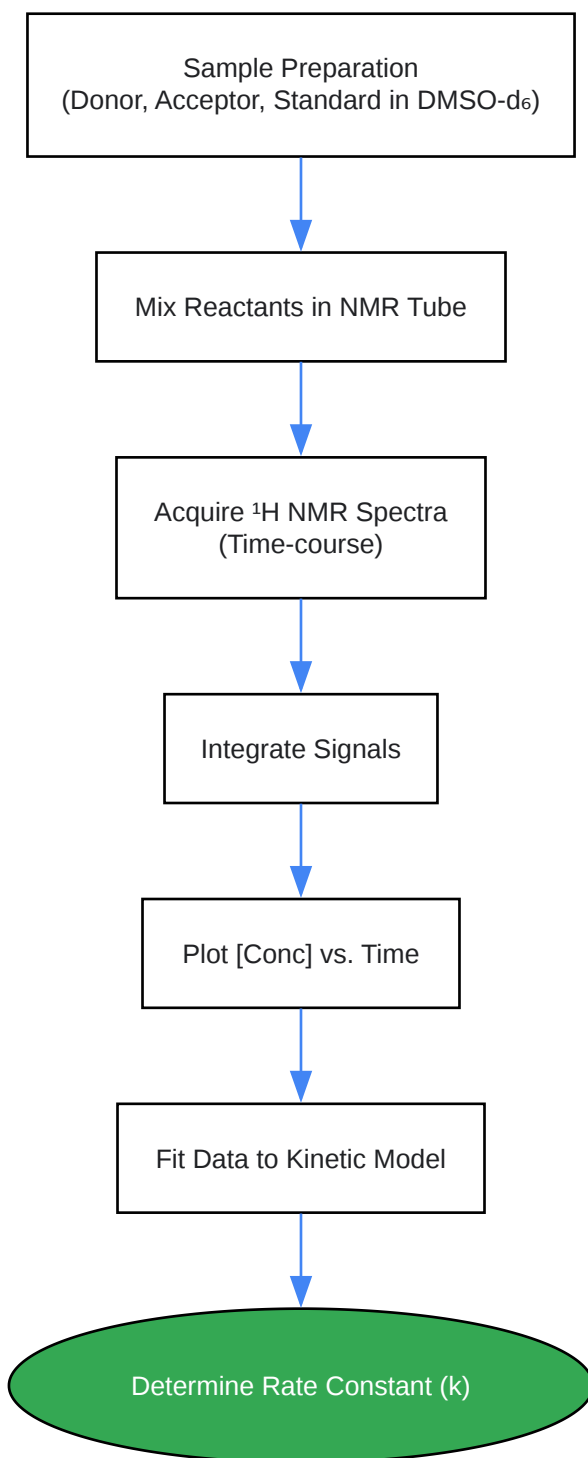 Sample Preparation
(Donor, Acceptor, Standard in DMSO-d₆)
Mix Reactants in NMR Tube
Acquire ¹H NMR Spectra
(Time-course)
Integrate Signals
Plot [Conc] vs. Time
Fit Data to Kinetic Model
Determine Rate Constant (k)